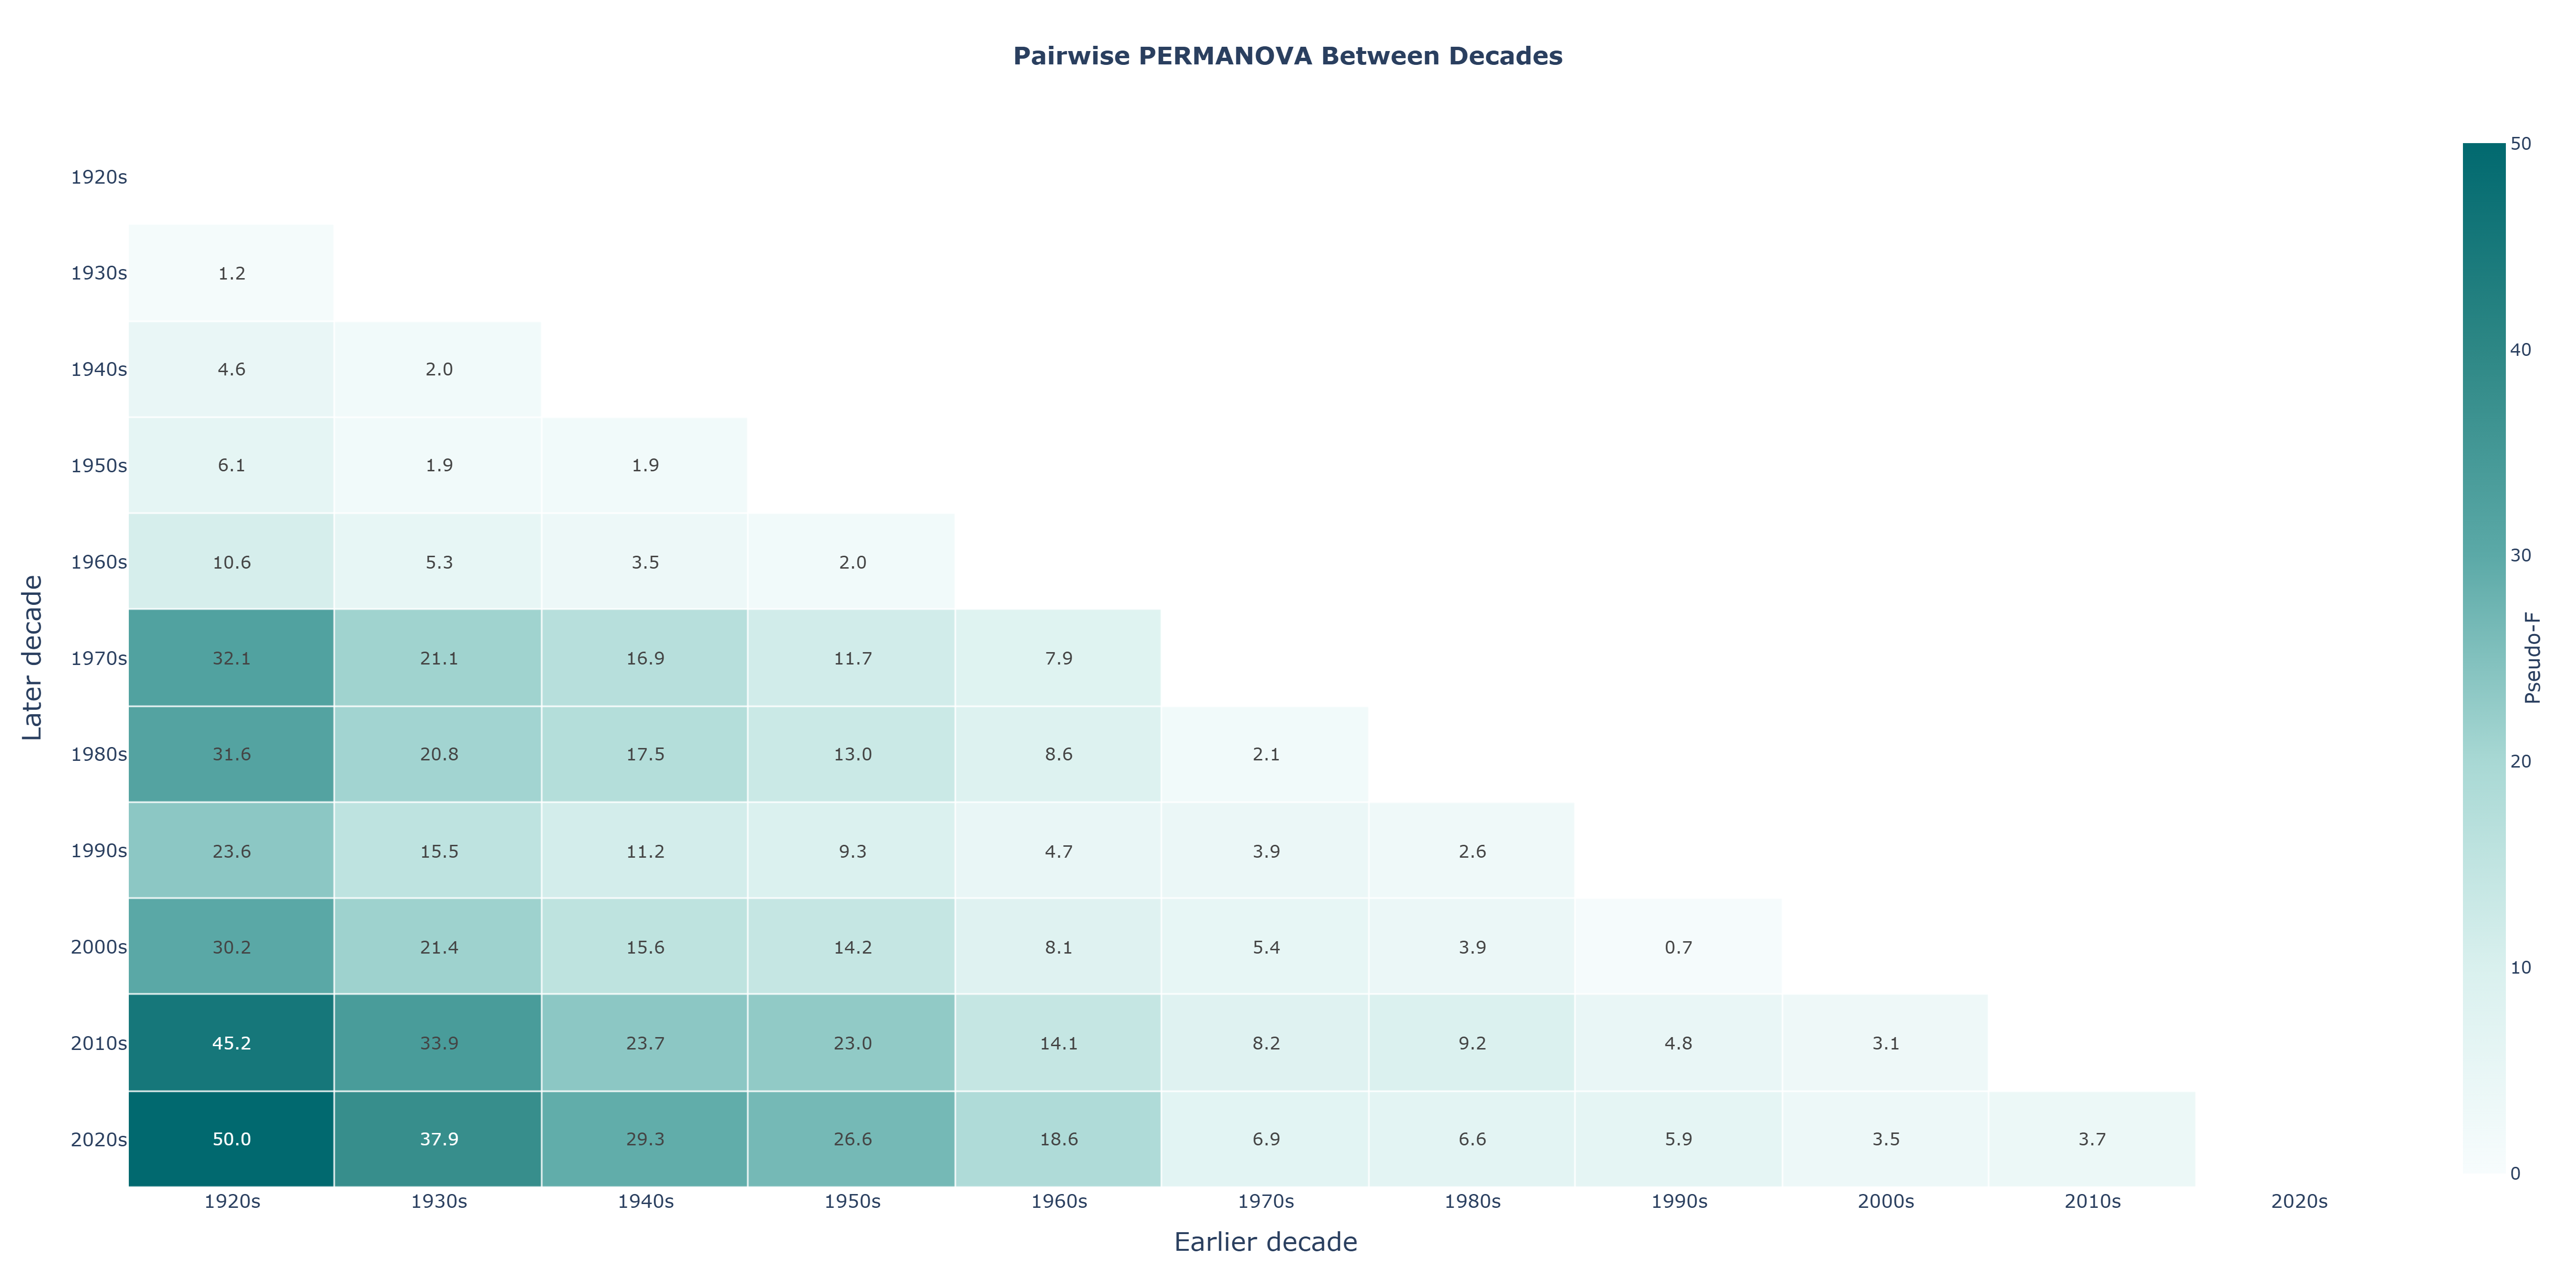 Pairwise PERMANOVA Between Decades
1920s
1930s 1.2
1940s 4.6 2.0
1950s 6.1 1.9 1.9
1960s 10.6 5.3 3.5 2.0
1970s 32.1 21.1 16.9 11.7 7.9
1980s 31.6 20.8 17.5 13.0 8.6 2.1
1990s 23.6 15.5 11.2 9.3 4.7 3.9 2.6
2000s 30.2 21.4 15.6 14.2 8.1 5.4 3.9 0.7
2010s 45.2 33.9 23.7 23.0 14.1 8.2 9.2 4.8 3.1
2020s 50.0 37.9 29.3 26.6 18.6 6.9 6.6 5.9 3.5 3.7
1920s 1930s 1940s 1950s 1960s 1970s 1980s 1990s 2000s 2010s 2020s
Earlier decade
Later decade
50
40
30
20
10
0
Pseudo-F